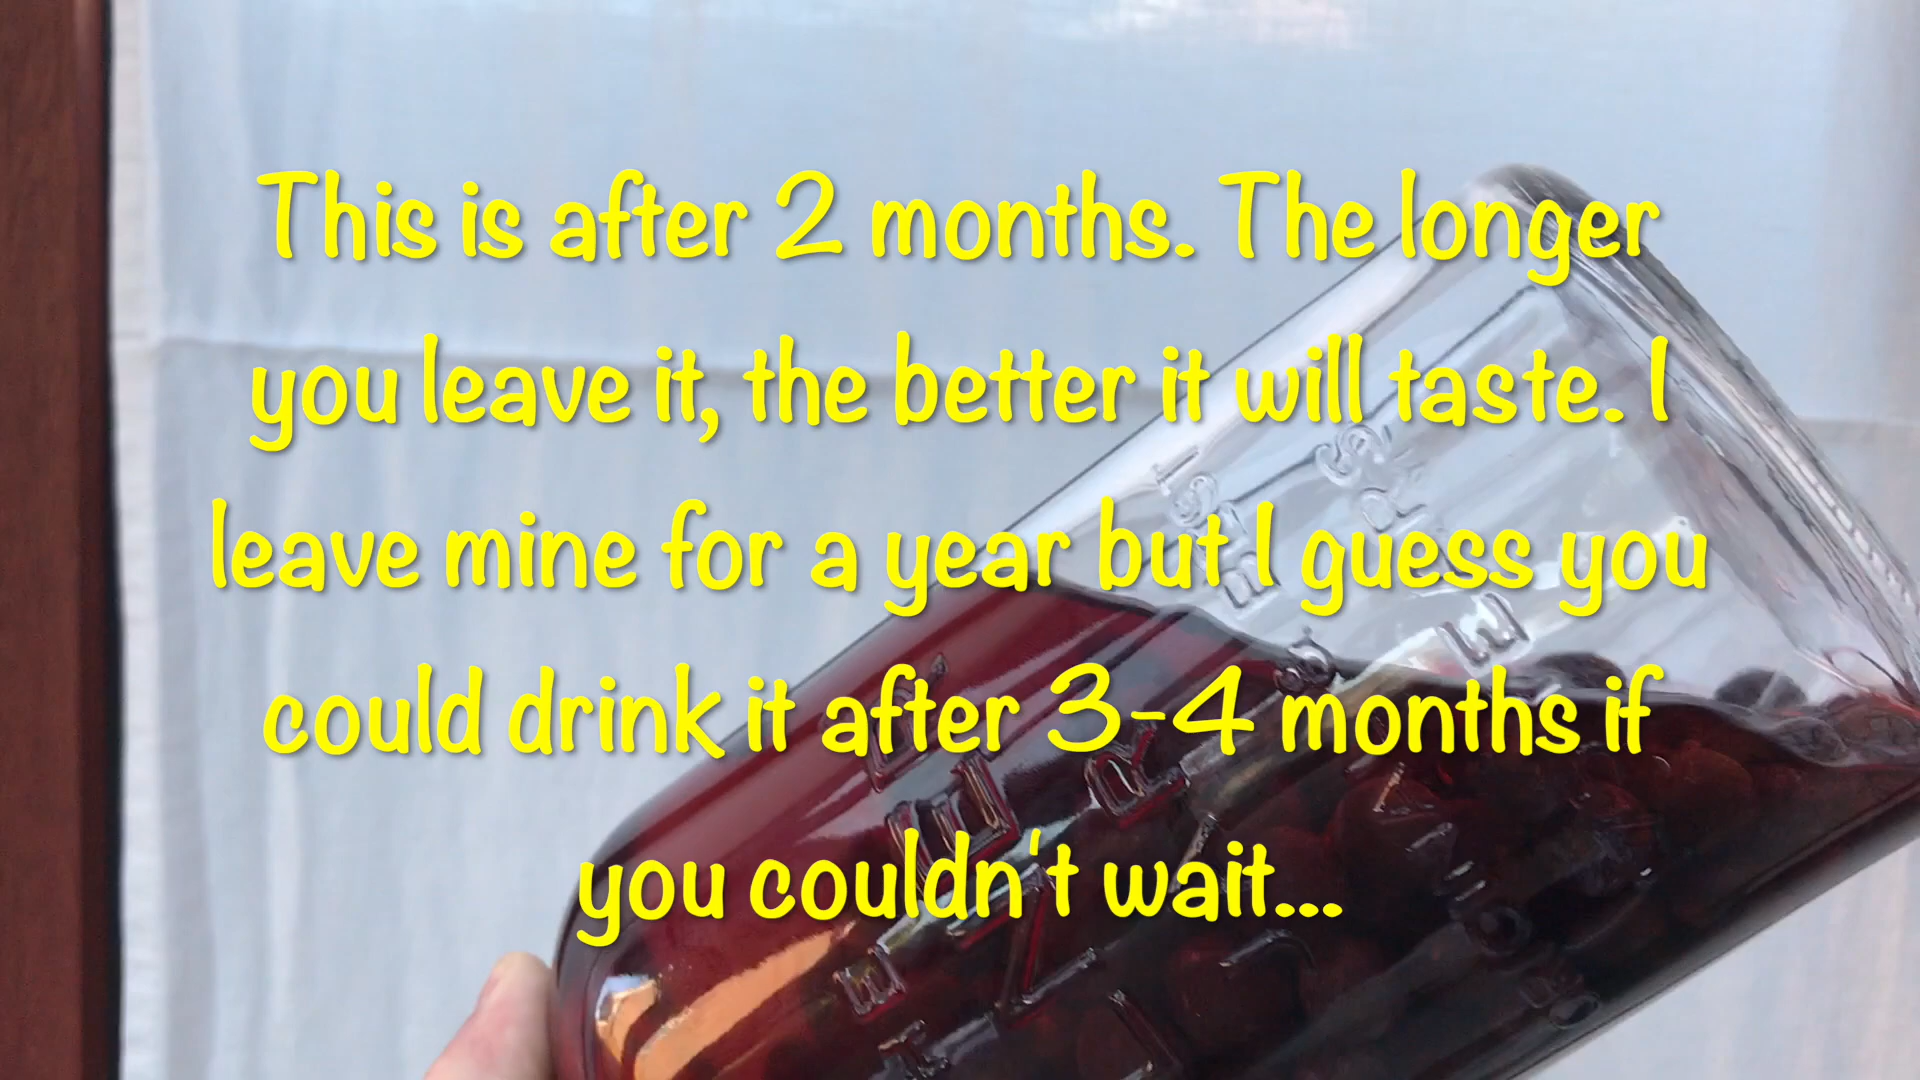 This is after 2 months. The longer
you leave it, the better it will taste. I
leave mine for a year but I guess you
could drink it after 3-4 months if
you couldn't wait...